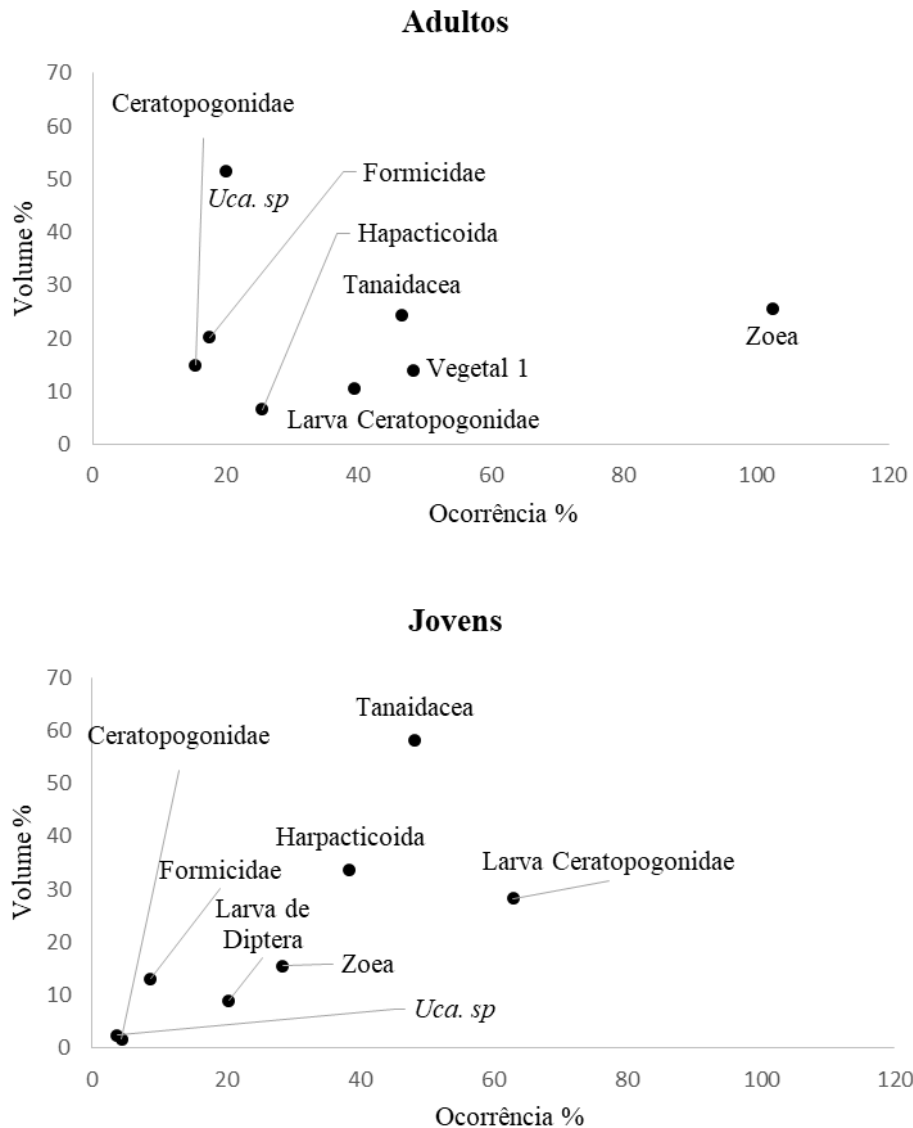 Adultos
70
60
50
40
30
20
10
0
Volume %
Ceratopogonidae
Uca. sp
Formicidae
Hapacticoida
Tanaidacea
Zoea
Vegetal 1
Larva Ceratopogonidae
0 20 40 60 80 100 120
Ocorrência %
Jovens
70
60
50
40
30
20
10
0
Volume %
Tanaidacea
Ceratopogonidae
Harpacticoida
Larva Ceratopogonidae
Formicidae
Larva de
Diptera
Zoea
Uca. sp
0 20 40 60 80 100 120
Ocorrência %